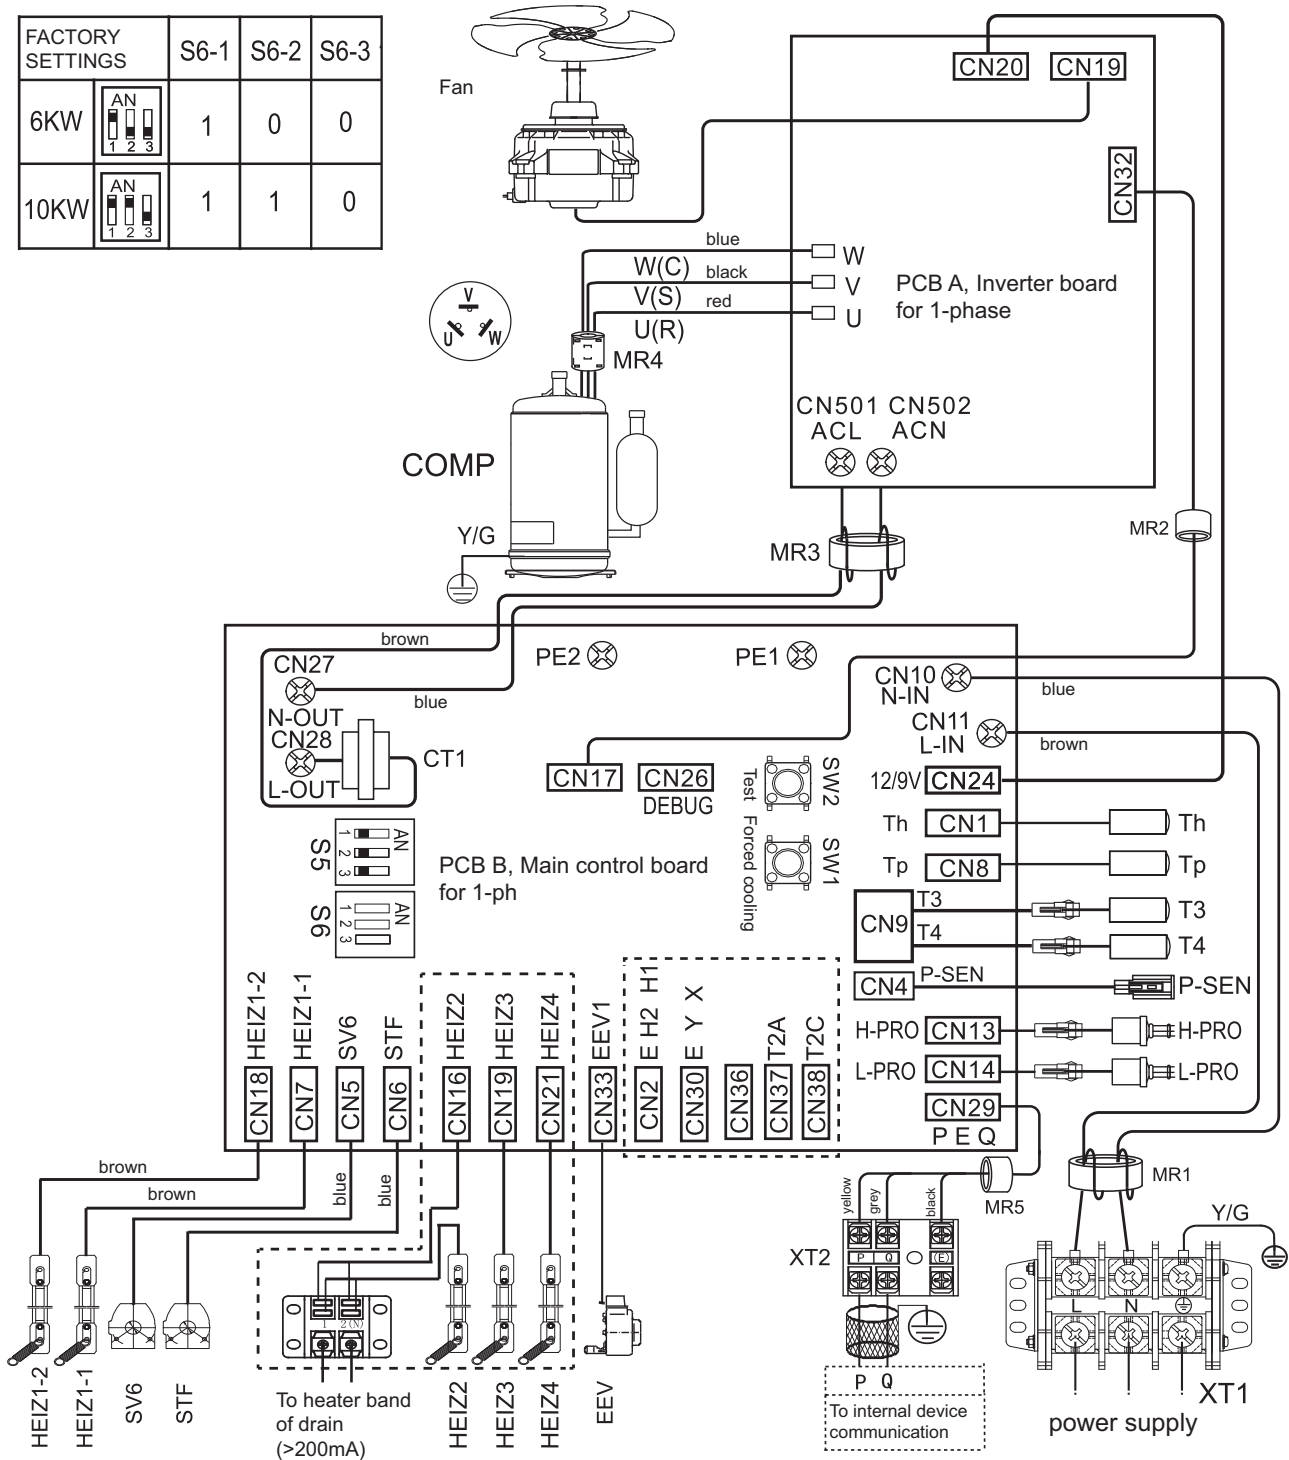 FACTORY
SETTINGS
S6-1
S6-2
S6-3
6KW
AN
1 2 3
1
0
0
10KW
AN
1 2 3
1
1
0
Fan
CN20
CN19
CN32
blue
W
W(C)
black
V
V(S)
red
U
U(R)
PCB A, Inverter board
for 1-phase
V
U
W
MR4
CN501
CN502
ACL
ACN
COMP
Y/G
MR3
MR2
brown
CN27
N-OUT
blue
CN28
L-OUT
CT1
PE2
PE1
CN10
N-IN
blue
CN11
L-IN
brown
CN17
CN26
DEBUG
SW2
Test
SW1
Forced cooling
12/9V
CN24
Th
CN1
Th
Tp
CN8
Tp
S5
1
2
3
AN
PCB B, Main control board
for 1-ph
S6
1
2
3
AN
CN9
T3
T3
T4
T4
CN4
P-SEN
P-SEN
H-PRO
CN13
H-PRO
L-PRO
CN14
L-PRO
CN29
P E Q
HEIZ1-2
HEIZ1-1
SV6
STF
HEIZ2
HEIZ3
HEIZ4
EEV1
E H2 H1
E Y X
T2A
T2C
CN18
CN7
CN5
CN6
CN16
CN19
CN21
CN33
CN2
CN30
CN36
CN37
CN38
brown
brown
blue
blue
yellow
grey
black
MR5
MR1
Y/G
XT2
P
Q
(E)
1
2(N)
L
N
P Q
To internal device
communication
XT1
power supply
HEIZ1-2
HEIZ1-1
SV6
STF
To heater band
of drain
(>200mA)
HEIZ2
HEIZ3
HEIZ4
EEV